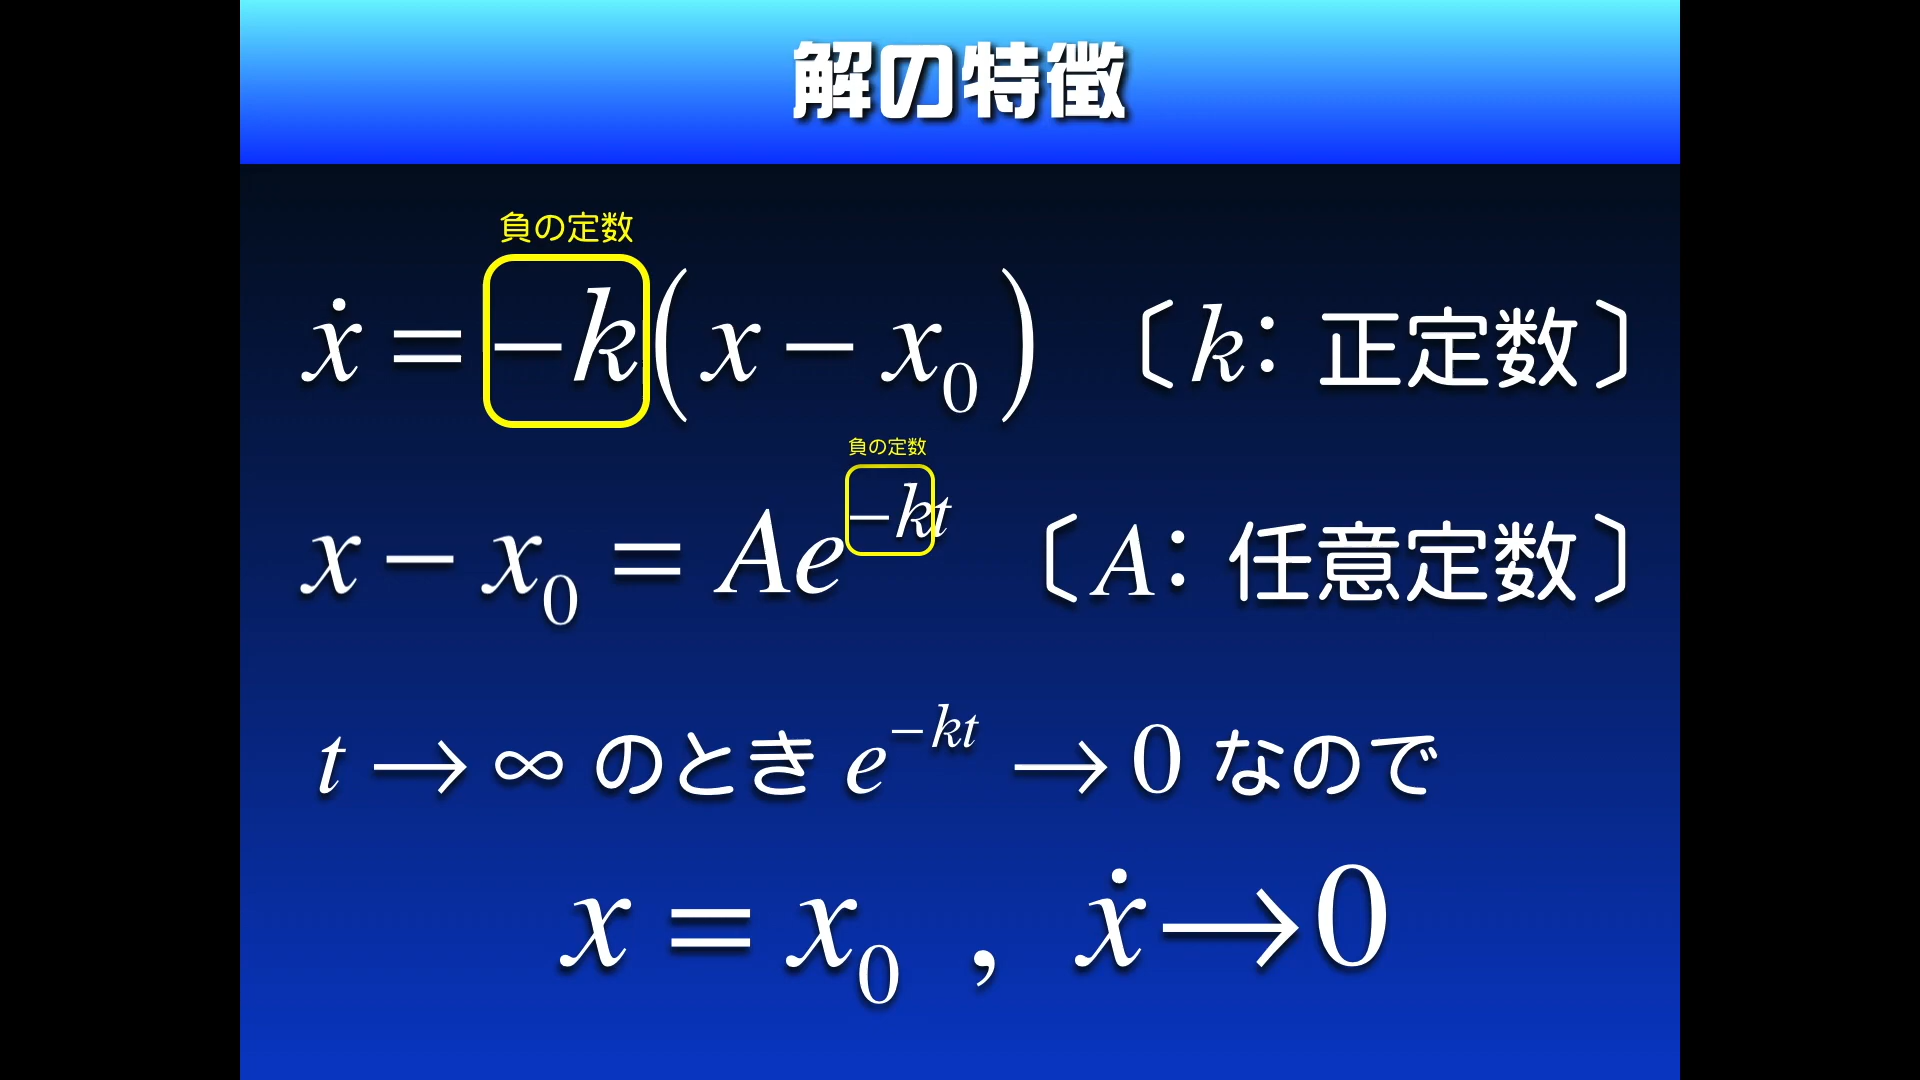 解の特徴
負の定数
ẋ = −k(x − x₀) 〔k: 正定数〕
負の定数
x − x₀ = Ae^{−kt} 〔A: 任意定数〕
t → ∞ のとき e^{−kt} → 0 なので
x = x₀ , ẋ→0